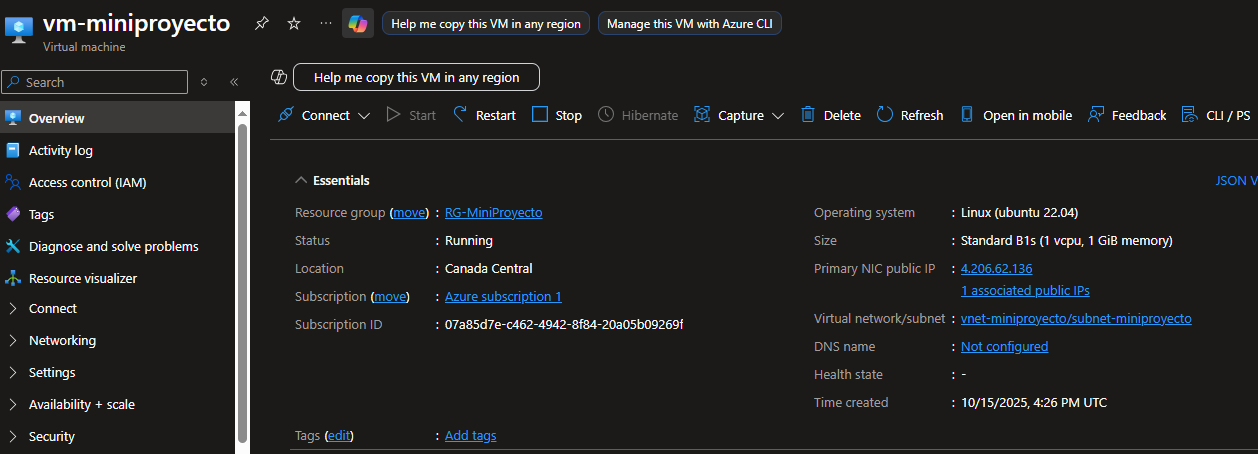 vm-miniproyecto
Help me copy this VM in any region
Manage this VM with Azure CLI
Virtual machine
Search
Help me copy this VM in any region
Connect Start Restart Stop Hibernate Capture Delete Refresh Open in mobile Feedback CLI / PS
Overview
Activity log
Access control (IAM)
Tags
Diagnose and solve problems
Resource visualizer
Connect
Networking
Settings
Availability + scale
Security
Essentials
JSON V
Resource group (move) : RG-MiniProyecto
Status : Running
Location : Canada Central
Subscription (move) : Azure subscription 1
Subscription ID : 07a85d7e-c462-4942-8f84-20a05b09269f
Operating system : Linux (ubuntu 22.04)
Size : Standard B1s (1 vcpu, 1 GiB memory)
Primary NIC public IP : 4.206.62.136
1 associated public IPs
Virtual network/subnet : vnet-miniproyecto/subnet-miniproyecto
DNS name : Not configured
Health state : -
Time created : 10/15/2025, 4:26 PM UTC
Tags (edit) : Add tags